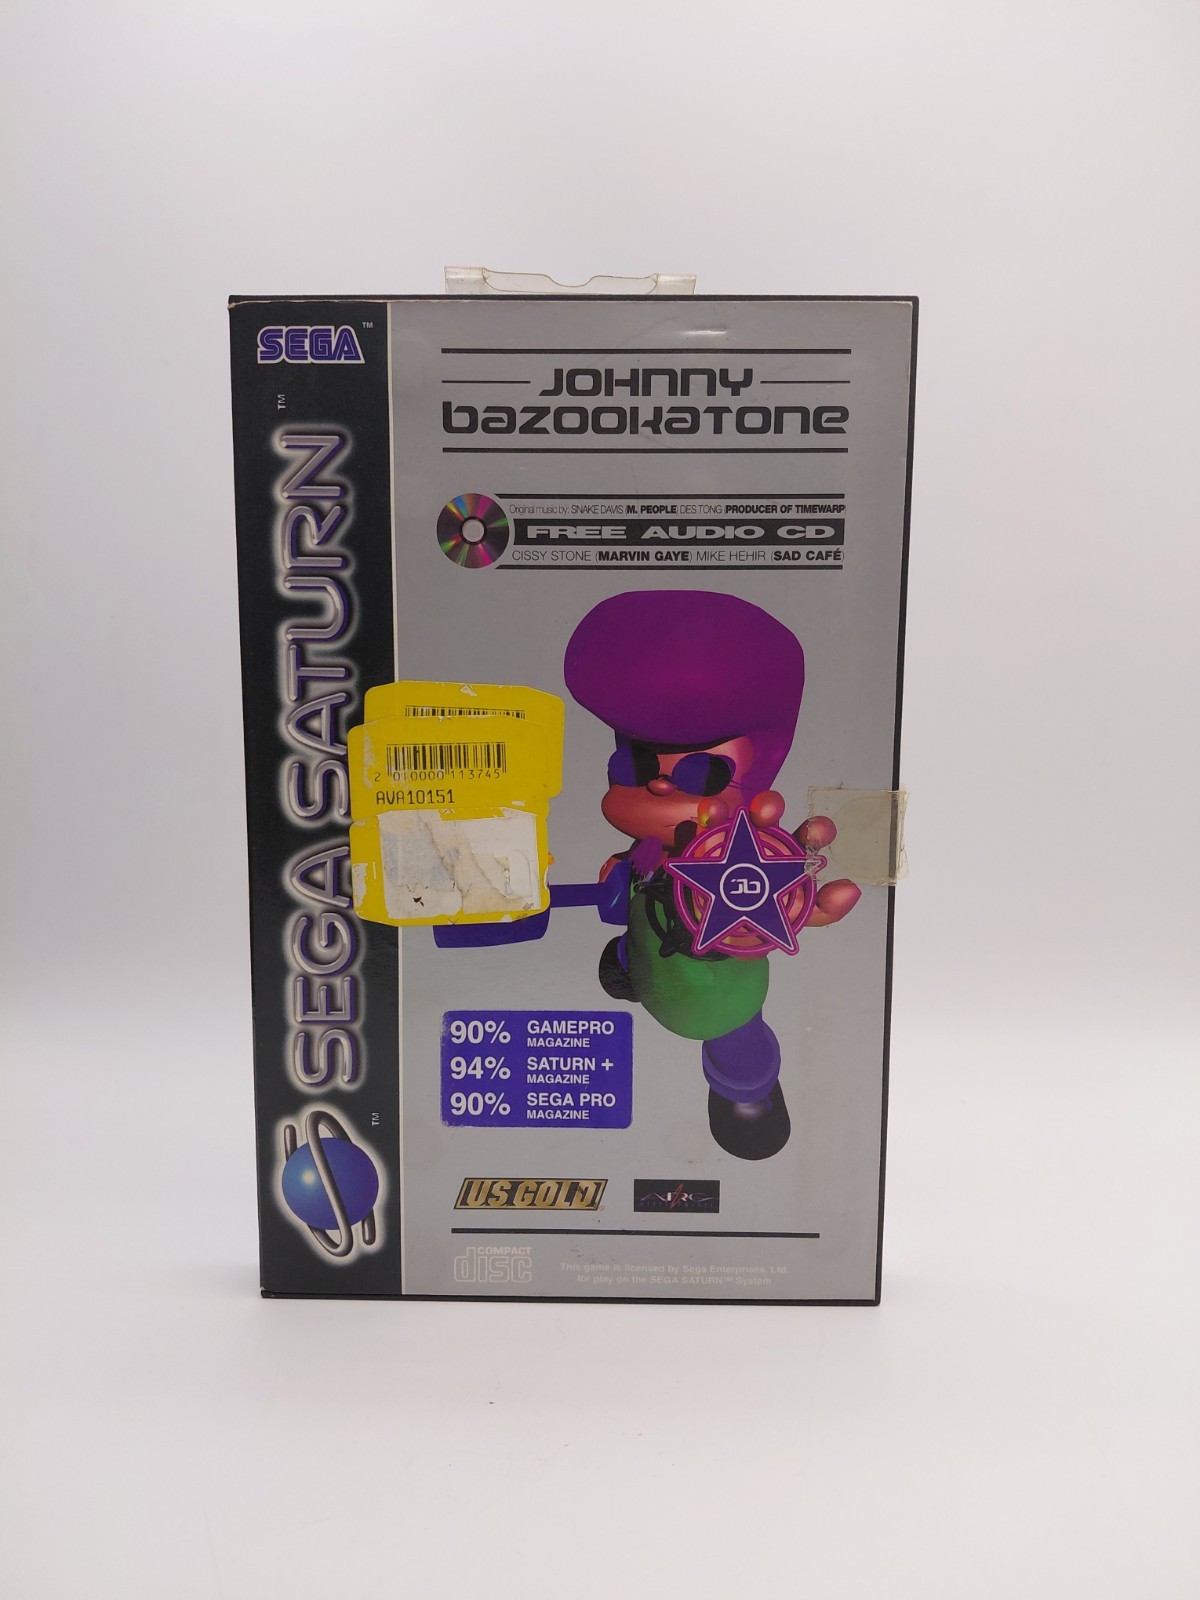 SEGA™
SEGA SATURN™
™
JOHNNY
bazookatone
Original music by: SNAKE DAVIS (M. PEOPLE) DES TONG (PRODUCER OF TIMEWARP)
FREE AUDIO CD
CISSY STONE (MARVIN GAYE) MIKE HEHIR (SAD CAFÉ)
2 010000 113745
AVA10151
jb
90% GAMEPRO
MAGAZINE
94% SATURN +
MAGAZINE
90% SEGA PRO
MAGAZINE
U.S. GOLD®
COMPACT
disc
This game is licensed by Sega Enterprises, Ltd.
for play on the SEGA SATURN™ System